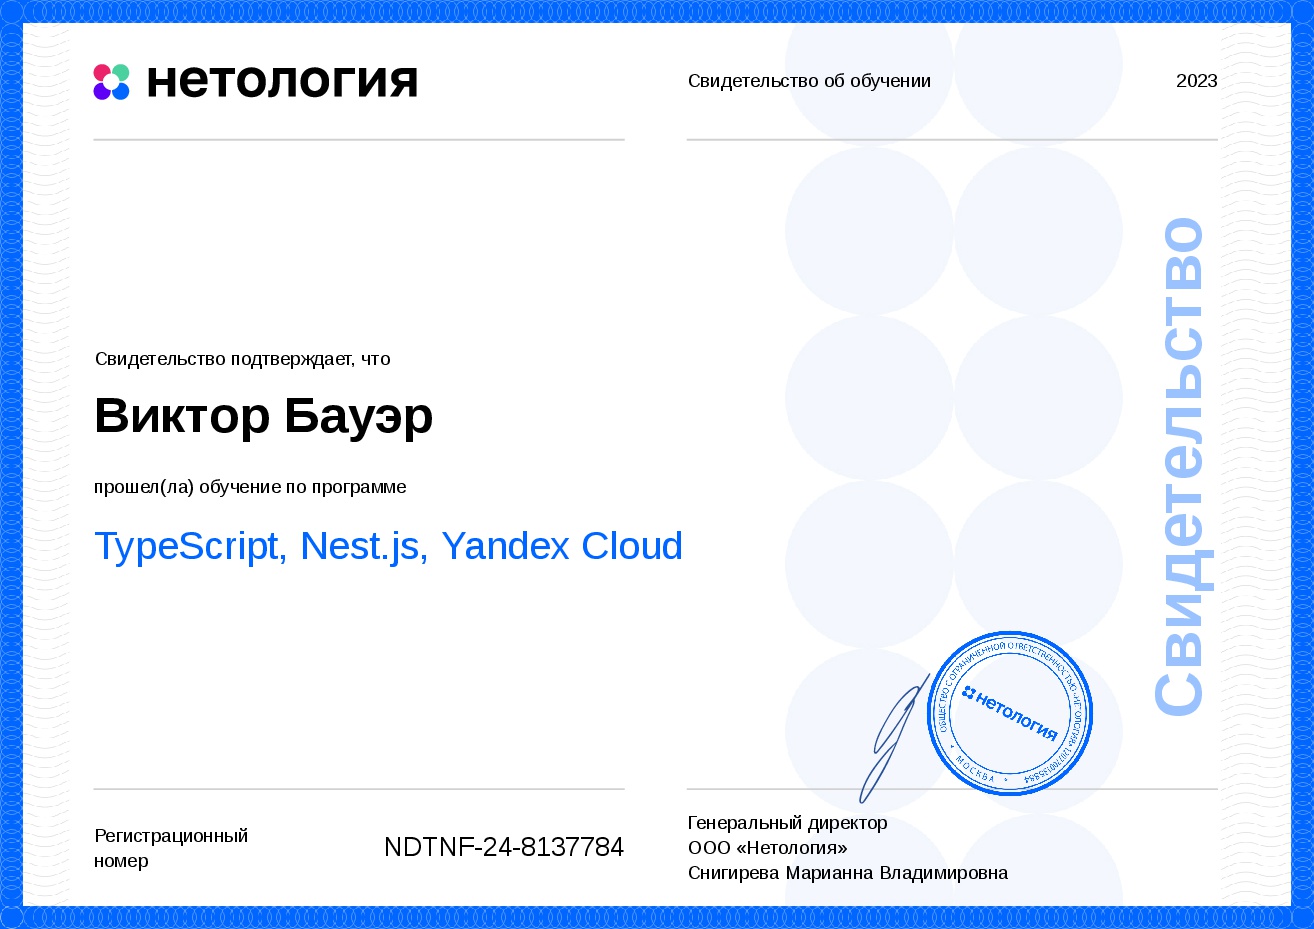 нетология
Свидетельство об обучении
2023
Свидетельство подтверждает, что
Виктор Бауэр
прошел(ла) обучение по программе
TypeScript, Nest.js, Yandex Cloud
Свидетельство
ОБЩЕСТВО С ОГРАНИЧЕННОЙ ОТВЕТСТВЕННОСТЬЮ
МОСКВА
нетология
Регистрационный
номер
NDTNF-24-8137784
Генеральный директор
ООО «Нетология»
Снигирева Марианна Владимировна